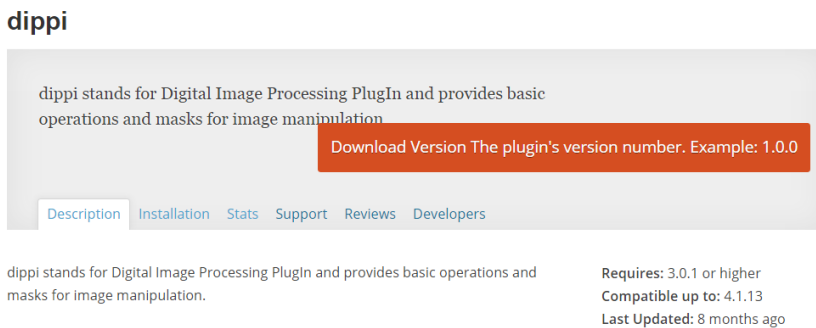 dippi
dippi stands for Digital Image Processing PlugIn and provides basic
operations and masks for image manipulation
Download Version The plugin's version number. Example: 1.0.0
Description Installation Stats Support Reviews Developers
dippi stands for Digital Image Processing PlugIn and provides basic operations and
masks for image manipulation.
Requires: 3.0.1 or higher
Compatible up to: 4.1.13
Last Updated: 8 months ago